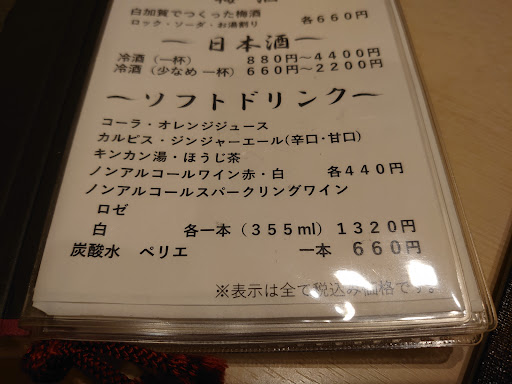 白加賀でつくった梅酒
ロック・ソーダ・お湯割り 各660円
～日本酒～
冷酒（一杯） 880円～4400円
冷酒（少なめ 一杯） 660円～2200円
～ソフトドリンク～
コーラ・オレンジジュース
カルピス・ジンジャーエール(辛口・甘口)
キンカン湯・ほうじ茶
ノンアルコールワイン赤・白 各440円
ノンアルコールスパークリングワイン
ロゼ
白 各一本（355ml）1320円
炭酸水 ペリエ 一本 660円
※表示は全て税込み価格です。